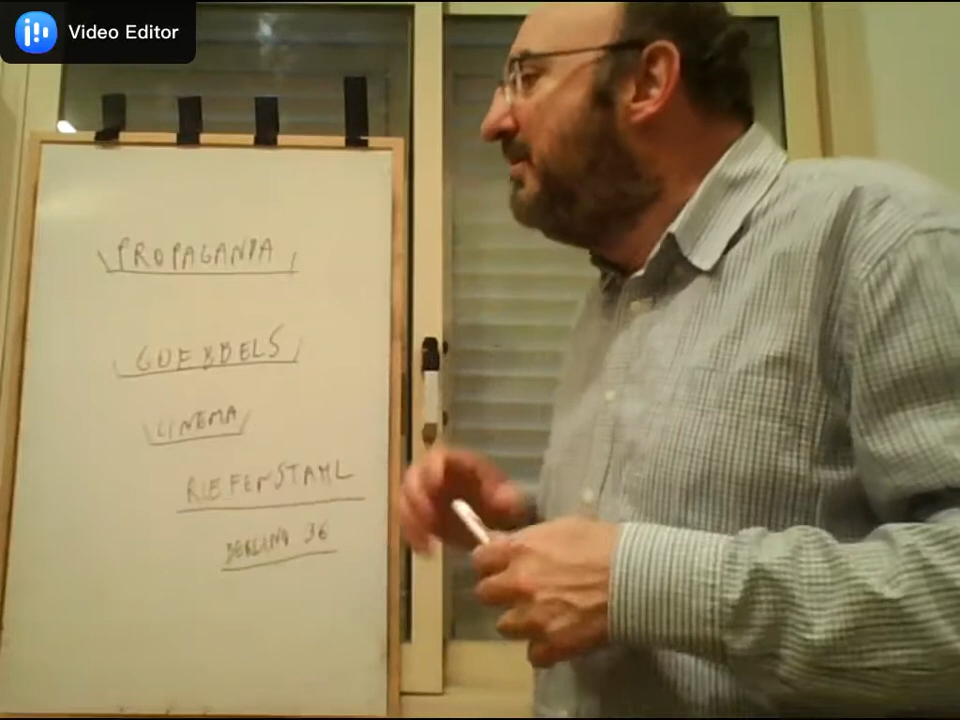 Video Editor
PROPAGANDA
GOEBBELS
CINEMA
RIEFENSTAHL
BERLINO 36